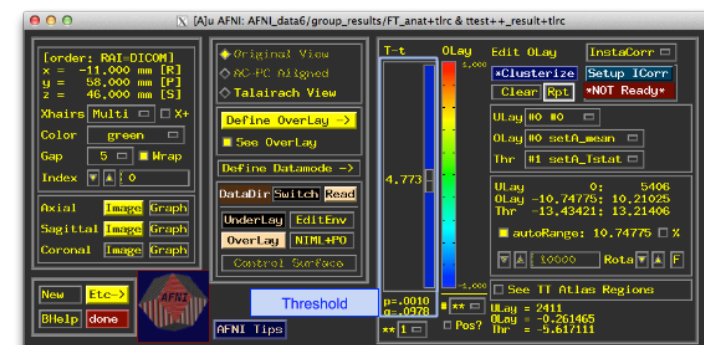 [A]u AFNI: AFNI_data6/group_results/FT_anat+tlrc & ttest++_result+tlrc
[order: RAI=DICOM]
x = -11.000 mm [R]
y = 58.000 mm [P]
z = 46.000 mm [S]
Xhairs Multi X+
Color green
Gap 5 Wrap
Index 0
Axial Image Graph
Sagittal Image Graph
Coronal Image Graph
New Etc->
BHelp done
AFNI
Original View
AC-PC Aligned
Talairach View
Define OverLay ->
See OverLay
Define Datamode ->
DataDir Switch Read
UnderLay EditEnv
OverLay NIML+PO
Control Surface
Threshold
AFNI Tips
T-t
4.773
p=.0010
q=.0978
** 1
OLay
1.000
-1.000
**
Pos?
Edit OLay InstaCorr
*Clusterize Setup ICorr
Clear Rpt *NOT Ready*
ULay #0 #0
OLay #0 setA_mean
Thr #1 setA_Tstat
ULay 0: 5406
OLay -10.74775: 10.21025
Thr -13.43421: 13.21406
autoRange: 10.74775 %
10000 Rota F
See TT Atlas Regions
ULay = 2411
OLay = -0.261465
Thr = -5.617111